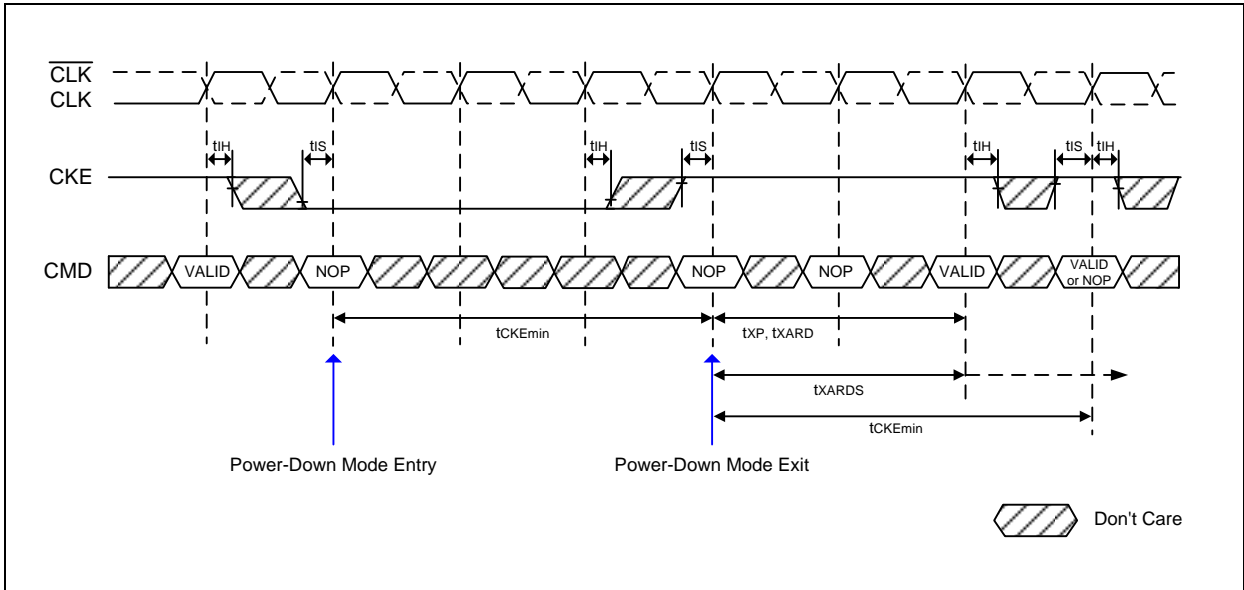 CLK
CLK
tIH
tIS
tIH
tIS
tIH
tIS
tIH
CKE
CMD
VALID
NOP
NOP
NOP
VALID
VALID
or NOP
tCKEmin
tXP, tXARD
tXARDS
tCKEmin
Power-Down Mode Entry
Power-Down Mode Exit
Don't Care